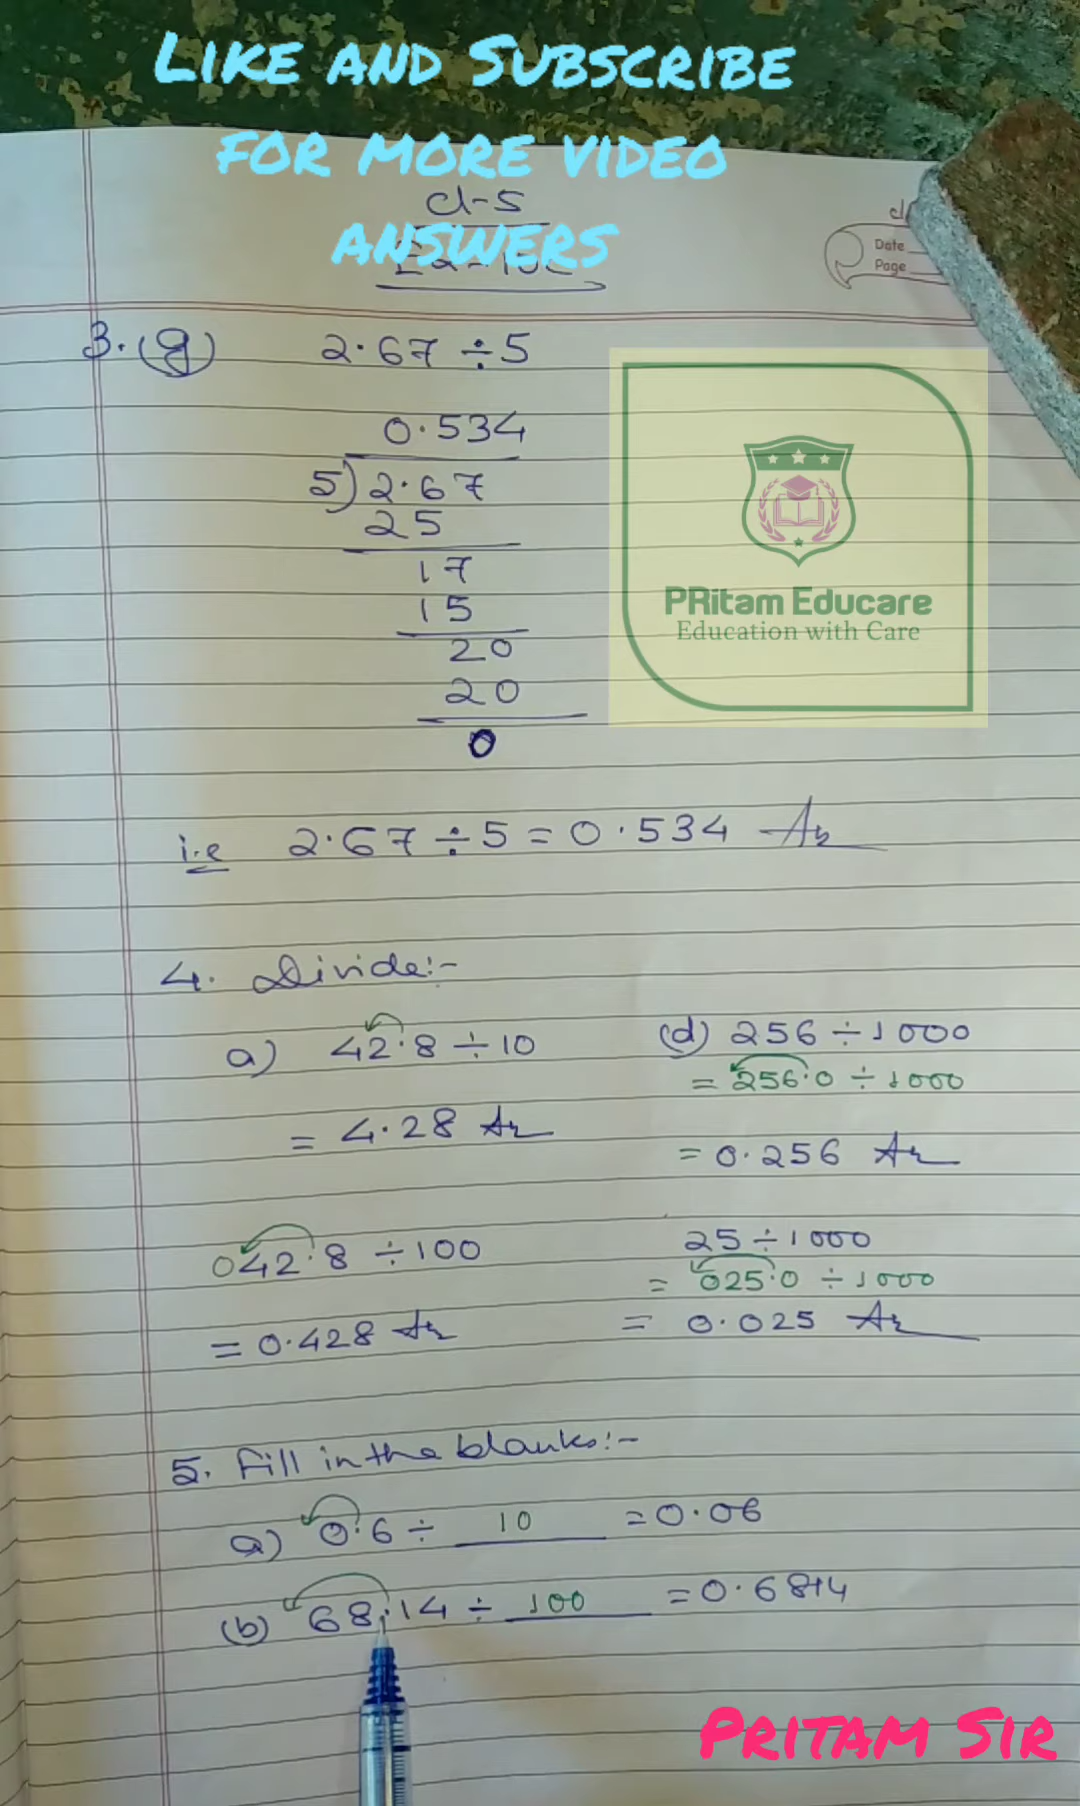 LIKE AND SUBSCRIBE
FOR MORE VIDEO
ANSWERS
Cl-5
Date
Page
3. (g) 2.67 ÷ 5
0.534
5) 2.67
25
17
15
20
20
0
PRitam Educare
Education with Care
i.e 2.67 ÷ 5 = 0.534 Ans
4. Divide:-
a) 42.8 ÷ 10
= 4.28 Ans
042.8 ÷ 100
= 0.428 Ans
(d) 256 ÷ 1000
= 256.0 ÷ 1000
= 0.256 Ans
25 ÷ 1000
= 025.0 ÷ 1000
= 0.025 Ans
5. Fill in the blanks:-
a) 0.6 ÷ 10 = 0.06
(b) 68.14 ÷ 100 = 0.6814
PRITAM SIR